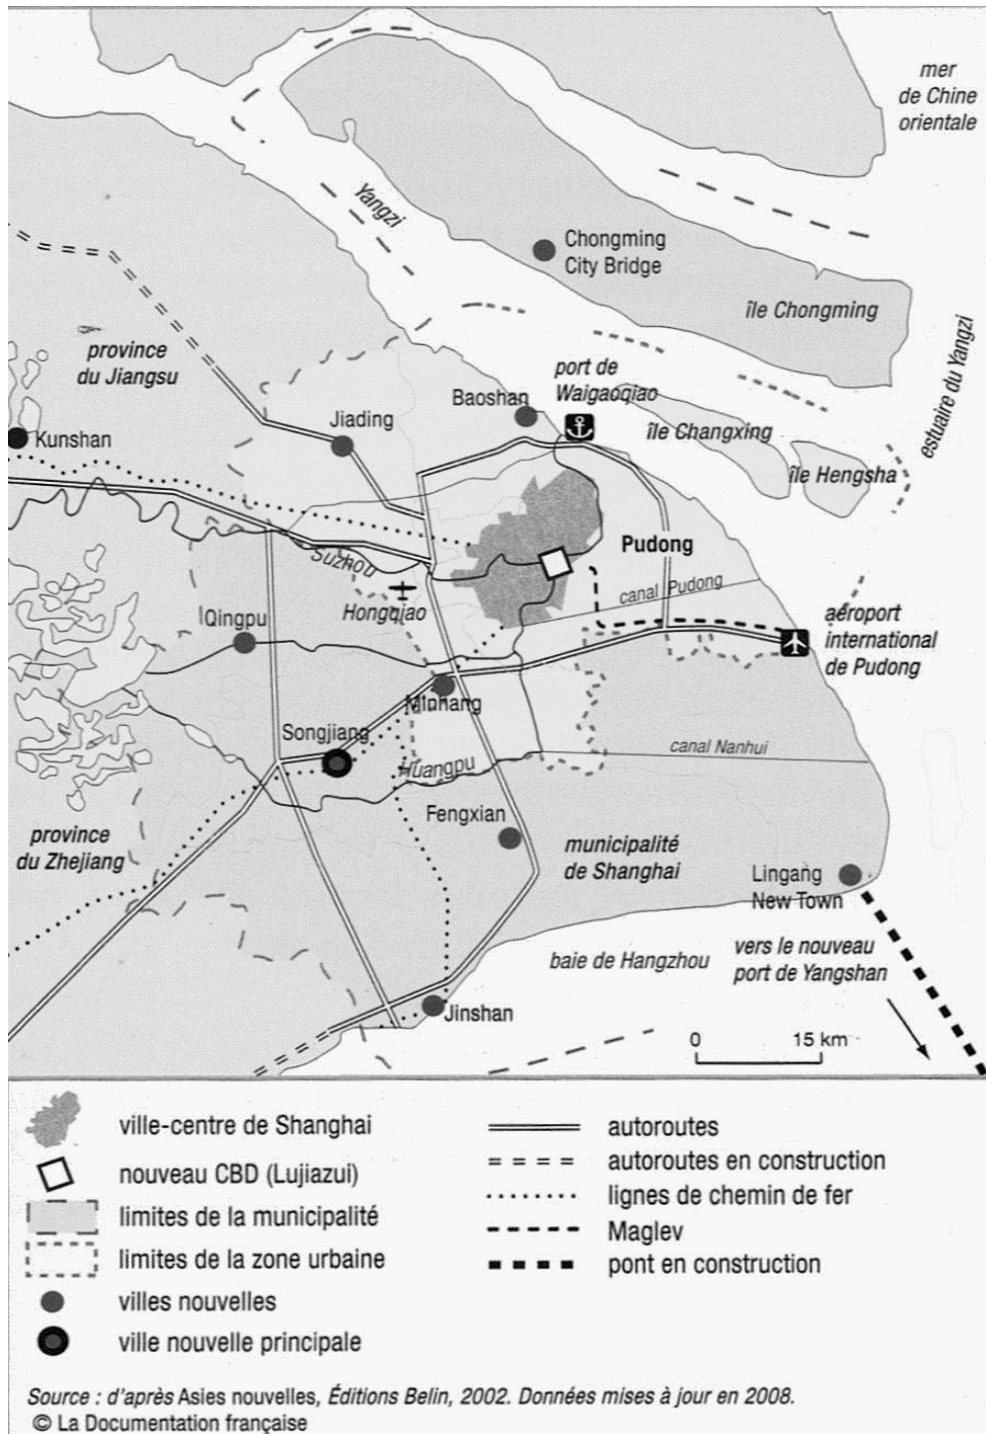 mer
de Chine
orientale
Yangzi
Chongming
City Bridge
île Chongming
estuaire du Yangzi
province
du Jiangsu
port de
Waigaoqiao
Baoshan
Jiading
île Changxing
Kunshan
île Hengsha
Pudong
Suzhou
canal Pudong
Hongqiao
Qingpu
aéroport
international
de Pudong
Minhang
Songjiang
canal Nanhui
Huangpu
Fengxian
province
du Zhejiang
municipalité
de Shanghai
Lingang
New Town
baie de Hangzhou
vers le nouveau
port de Yangshan
Jinshan
0 15 km
ville-centre de Shanghai
nouveau CBD (Lujiazui)
limites de la municipalité
limites de la zone urbaine
villes nouvelles
ville nouvelle principale
autoroutes
autoroutes en construction
lignes de chemin de fer
Maglev
pont en construction
Source : d'après Asies nouvelles, Éditions Belin, 2002. Données mises à jour en 2008.
© La Documentation française